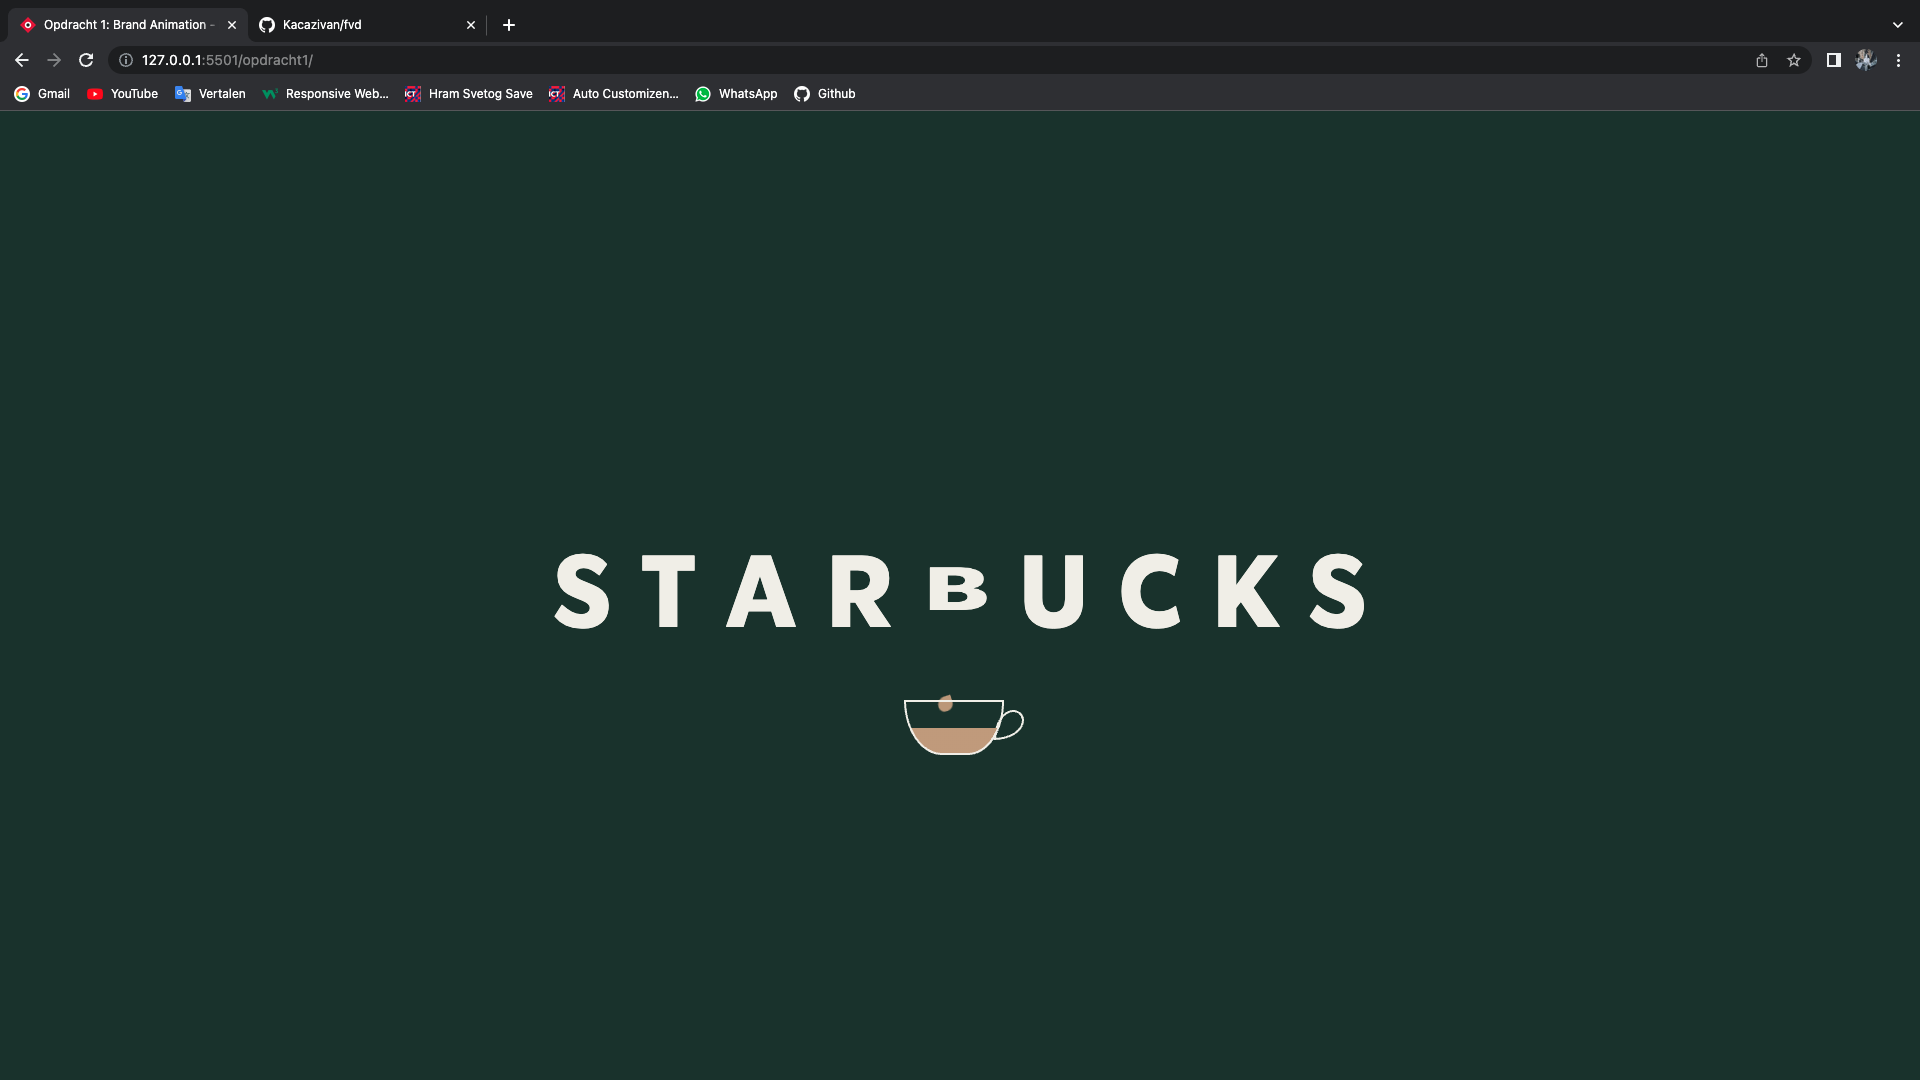 Opdracht 1: Brand Animation -
Kacazivan/fvd
127.0.0.1:5501/opdracht1/
Gmail
YouTube
Vertalen
Responsive Web...
Hram Svetog Save
Auto Customizen...
WhatsApp
Github
STARBUCKS